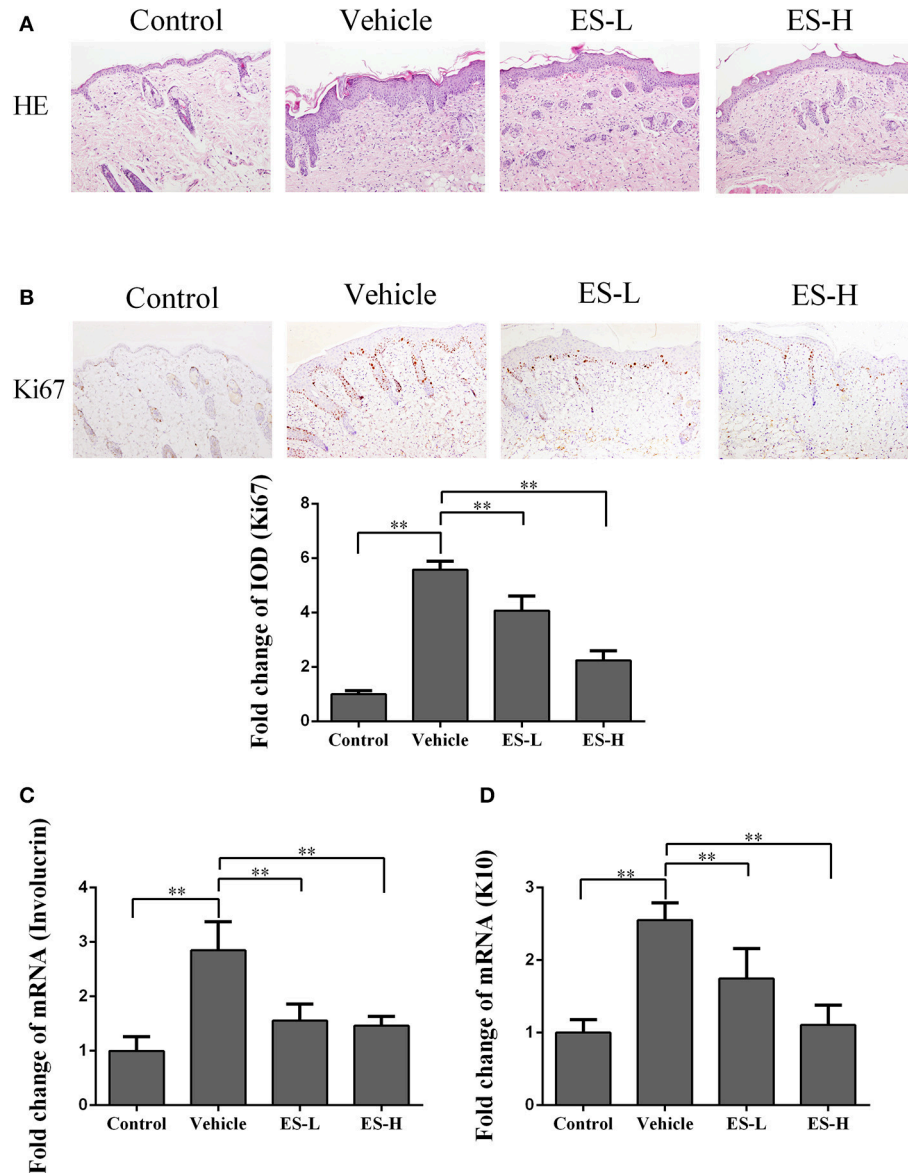 A
Control Vehicle ES-L ES-H
HE
B
Control Vehicle ES-L ES-H
Ki67
Fold change of IOD (Ki67)
8
6
4
2
0
** ** **
Control Vehicle ES-L ES-H
C
Fold change of mRNA (Involucrin)
4
3
2
1
0
** ** **
Control Vehicle ES-L ES-H
D
Fold change of mRNA (K10)
3
2
1
0
** ** **
Control Vehicle ES-L ES-H